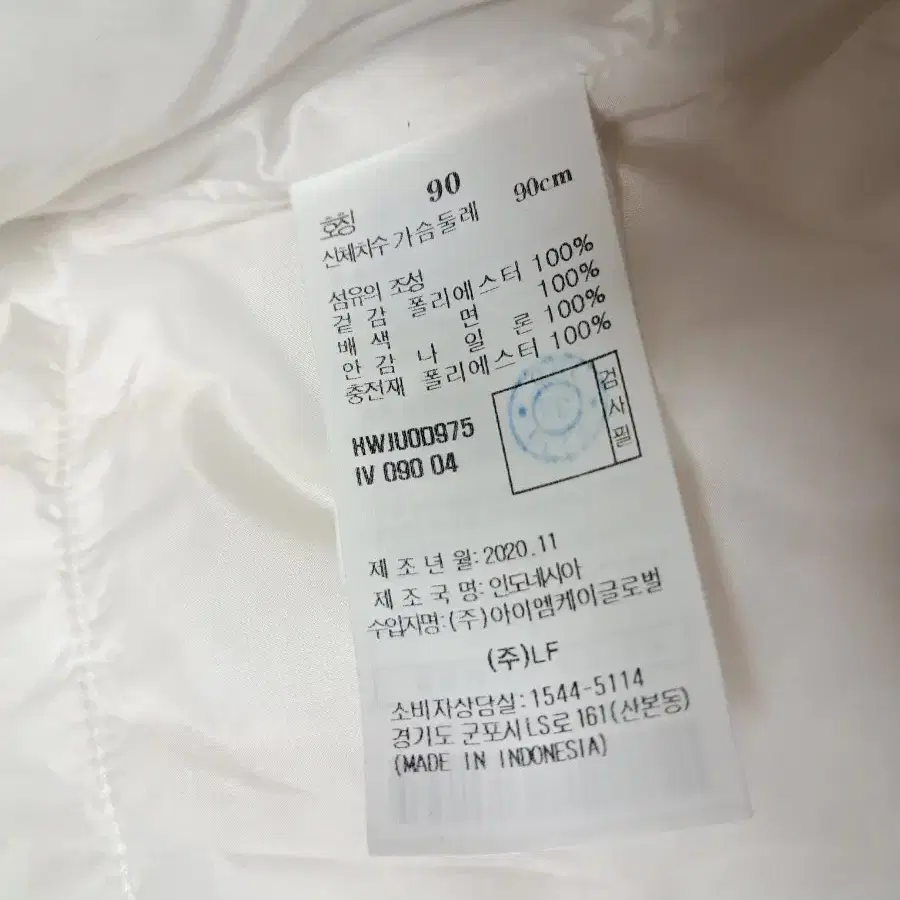 호칭 90
신체치수 가슴둘레 90cm
섬유의 조성
겉 감 폴리에스터 100%
배 색 면 100%
안 감 나 일 론 100%
충전재 폴리에스터 100%
검사필
HWJU0D975
IV 090 04
제 조 년 월: 2020.11
제 조 국 명: 인도네시아
수입자명: (주)아이엠케이글로벌
(주)LF
소비자상담실: 1544-5114
경기도 군포시 LS로 161(산본동)
(MADE IN INDONESIA)